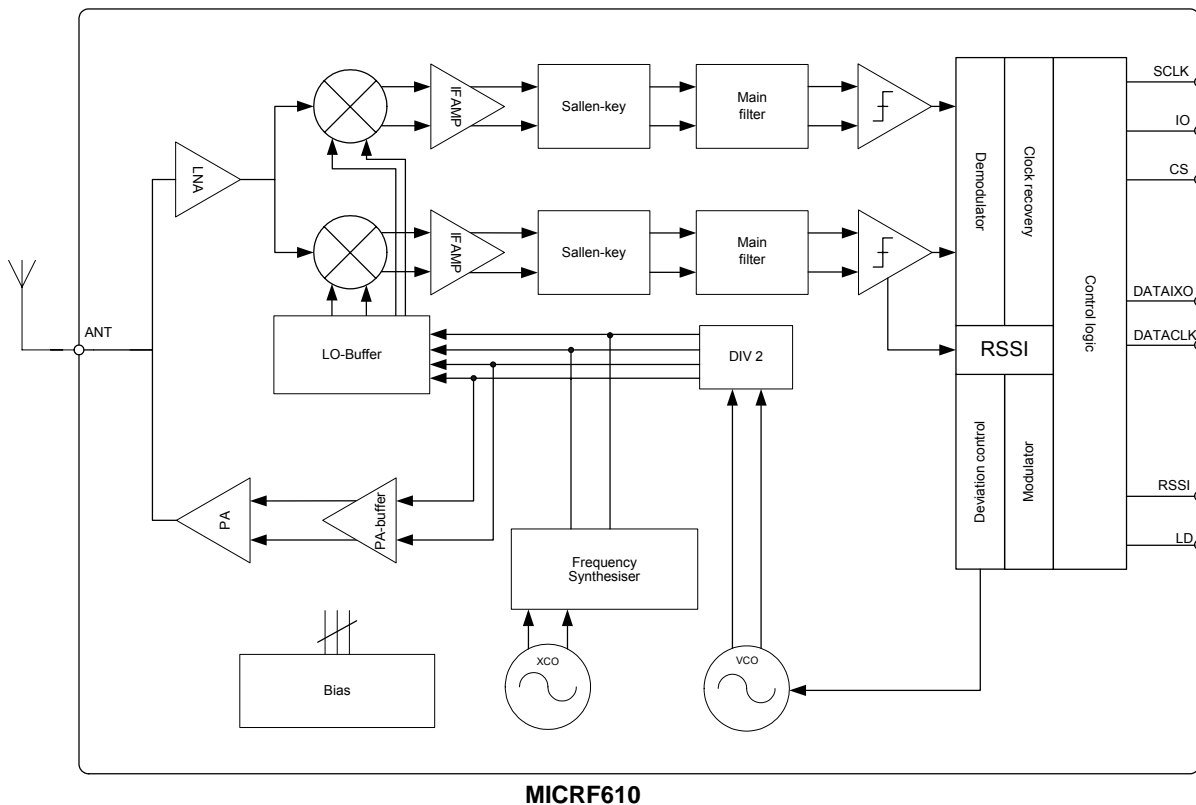 SCLK
IO
CS
DATAIXO
DATACLK
RSSI
LD
LNA
IFAMP
Sallen-key
Main
filter
IFAMP
Sallen-key
Main
filter
Demodulator
Clock recovery
Control logic
RSSI
Deviation control
Modulator
ANT
LO-Buffer
DIV 2
PA
PA-buffer
Frequency
Synthesiser
XCO
VCO
Bias
MICRF610